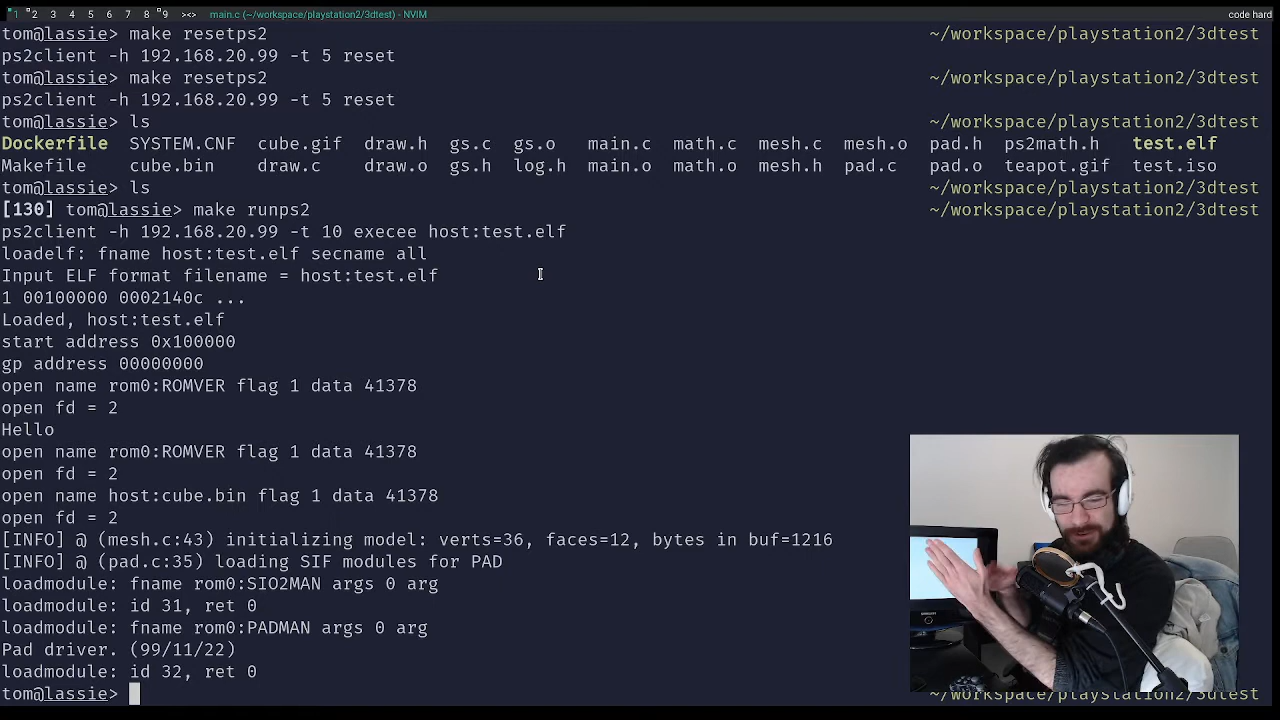 1 2 3 4 5 6 7 8 9 ><> main.c (~/workspace/playstation2/3dtest) - NVIM code hard
tom@lassie> make resetps2 ~/workspace/playstation2/3dtest
ps2client -h 192.168.20.99 -t 5 reset
tom@lassie> make resetps2 ~/workspace/playstation2/3dtest
ps2client -h 192.168.20.99 -t 5 reset
tom@lassie> ls ~/workspace/playstation2/3dtest
Dockerfile SYSTEM.CNF cube.gif draw.h gs.c gs.o main.c math.c mesh.c mesh.o pad.h ps2math.h test.elf
Makefile cube.bin draw.c draw.o gs.h log.h main.o math.o mesh.h pad.c pad.o teapot.gif test.iso
tom@lassie> ls ~/workspace/playstation2/3dtest
[130] tom@lassie> make runps2 ~/workspace/playstation2/3dtest
ps2client -h 192.168.20.99 -t 10 execee host:test.elf
loadelf: fname host:test.elf secname all
Input ELF format filename = host:test.elf
1 00100000 0002140c ...
Loaded, host:test.elf
start address 0x100000
gp address 00000000
open name rom0:ROMVER flag 1 data 41378
open fd = 2
Hello
open name rom0:ROMVER flag 1 data 41378
open fd = 2
open name host:cube.bin flag 1 data 41378
open fd = 2
[INFO] @ (mesh.c:43) initializing model: verts=36, faces=12, bytes in buf=1216
[INFO] @ (pad.c:35) loading SIF modules for PAD
loadmodule: fname rom0:SIO2MAN args 0 arg
loadmodule: id 31, ret 0
loadmodule: fname rom0:PADMAN args 0 arg
Pad driver. (99/11/22)
loadmodule: id 32, ret 0
tom@lassie> ~/workspace/playstation2/3dtest